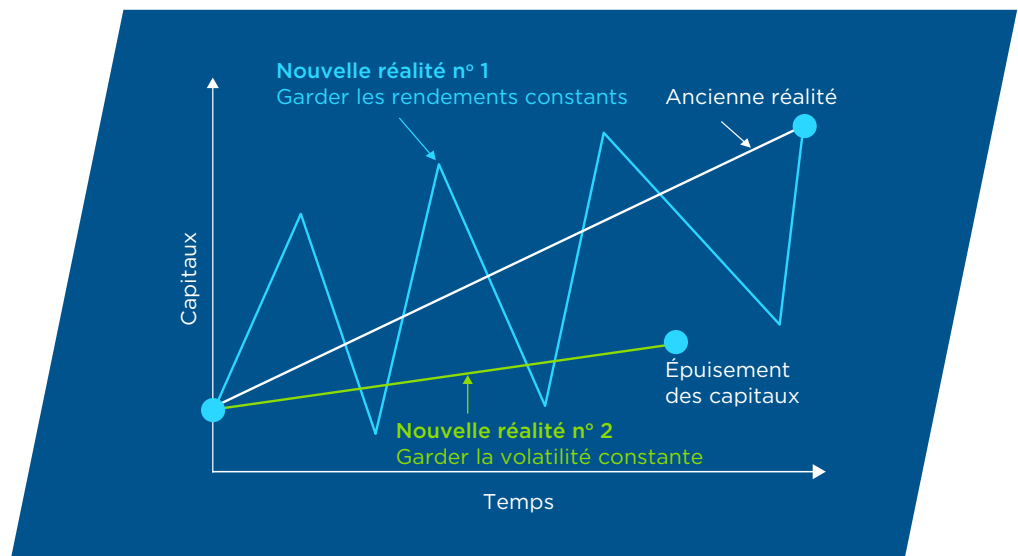 Nouvelle réalité nº 1
Garder les rendements constants
Ancienne réalité
Capitaux
Épuisement
des capitaux
Nouvelle réalité nº 2
Garder la volatilité constante
Temps